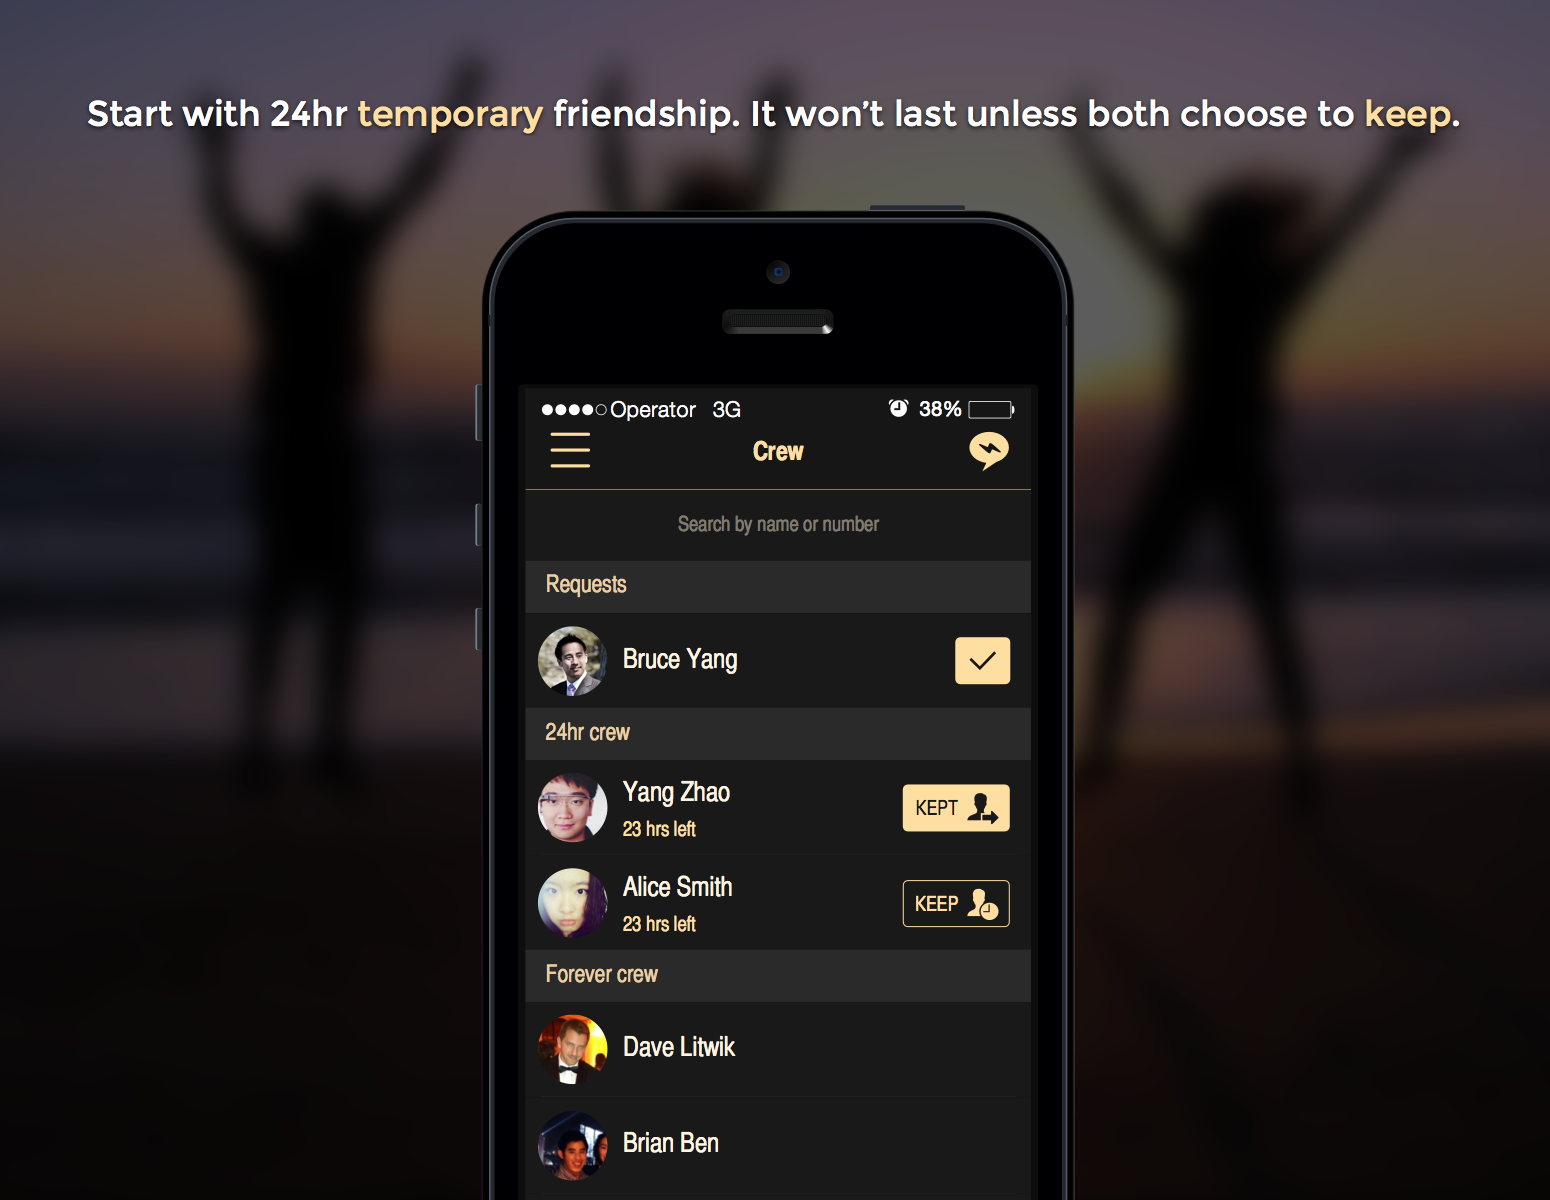 Start with 24hr temporary friendship. It won't last unless both choose to keep.
Operator 3G 38%
Crew
Search by name or number
Requests
Bruce Yang
24hr crew
Yang Zhao
23 hrs left
KEPT
Alice Smith
23 hrs left
KEEP
Forever crew
Dave Litwik
Brian Ben